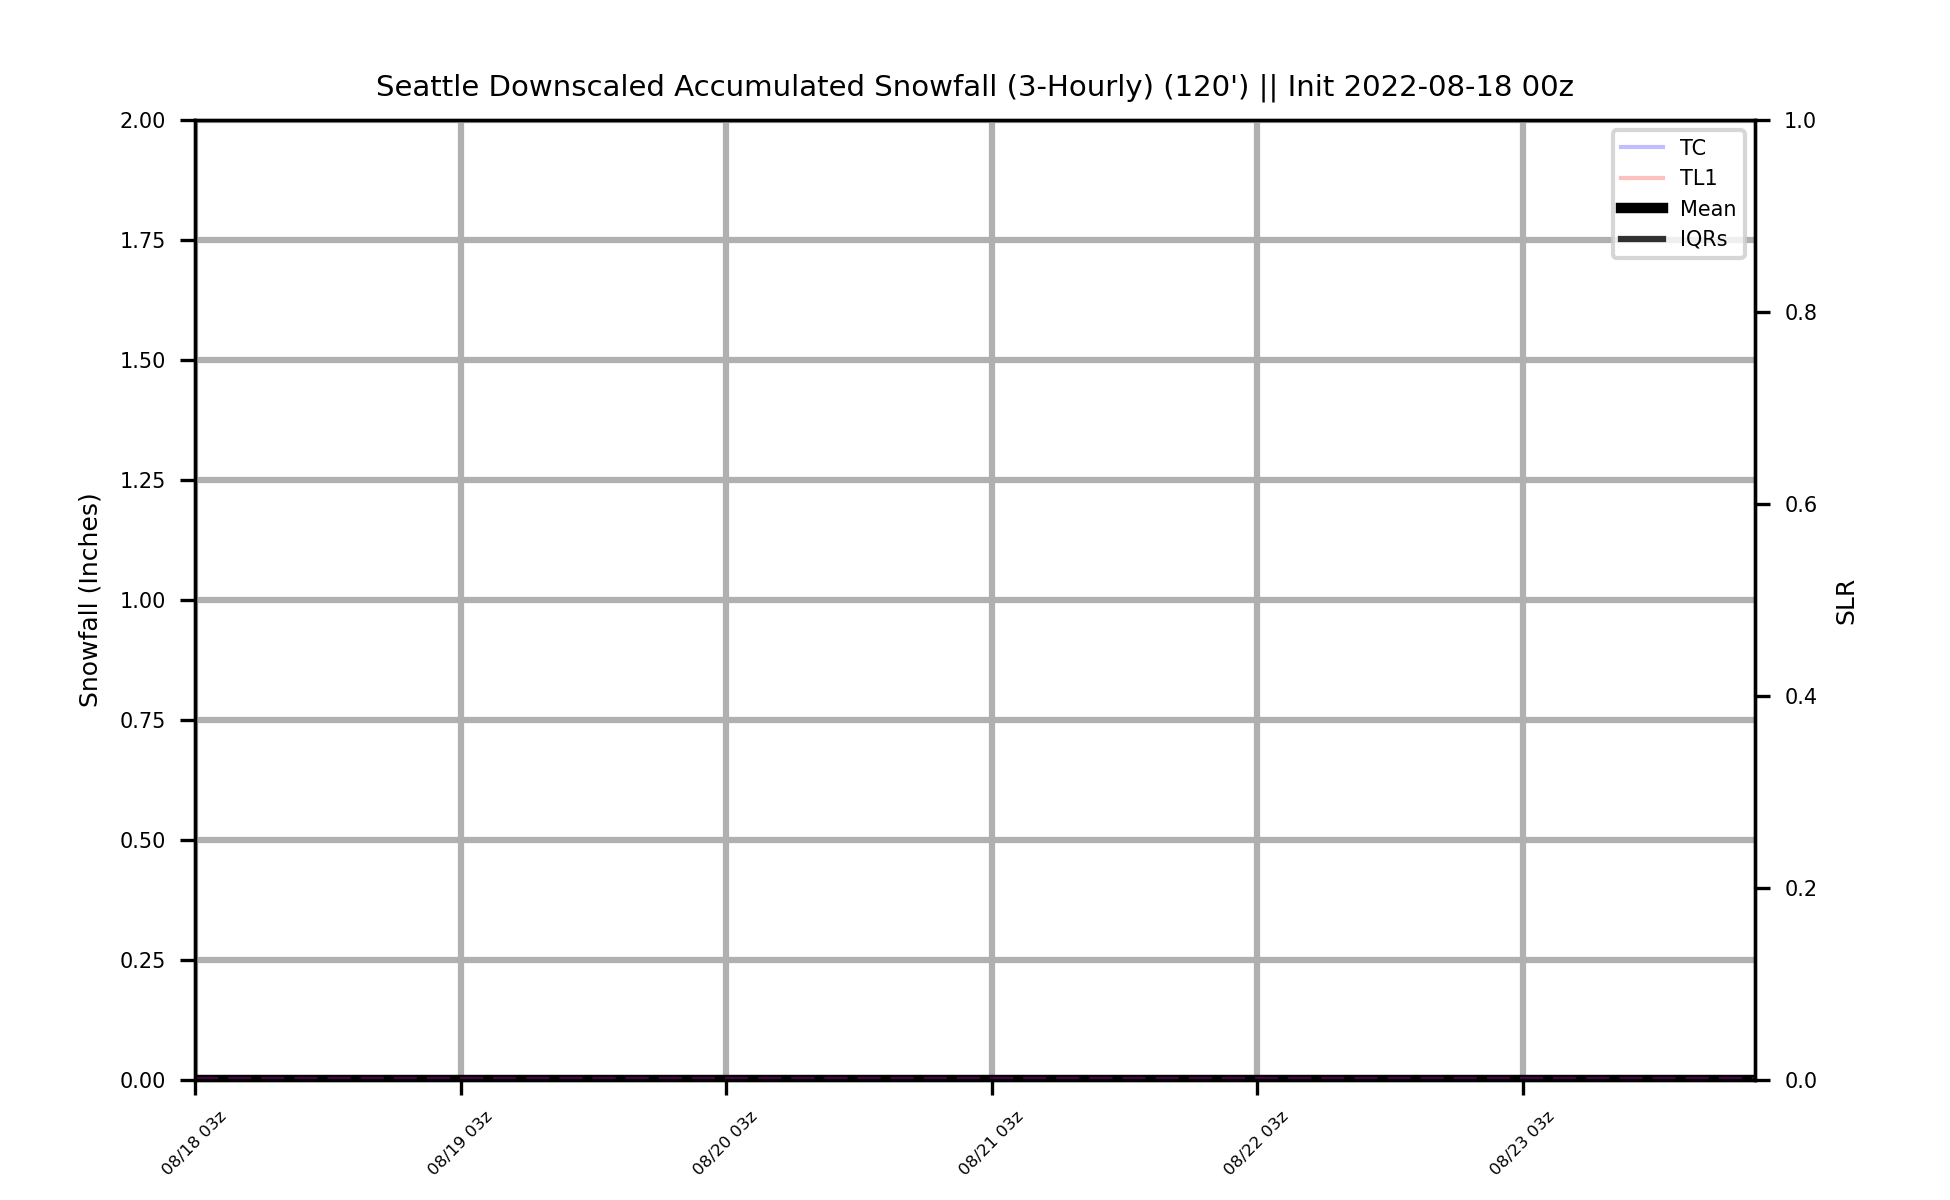 Seattle Downscaled Accumulated Snowfall (3-Hourly) (120') || Init 2022-08-18 00z
2.00
1.75
1.50
1.25
1.00
0.75
0.50
0.25
0.00
Snowfall (Inches)
TC
TL1
Mean
IQRs
1.0
0.8
0.6
0.4
0.2
0.0
SLR
08/18 03z
08/19 03z
08/20 03z
08/21 03z
08/22 03z
08/23 03z